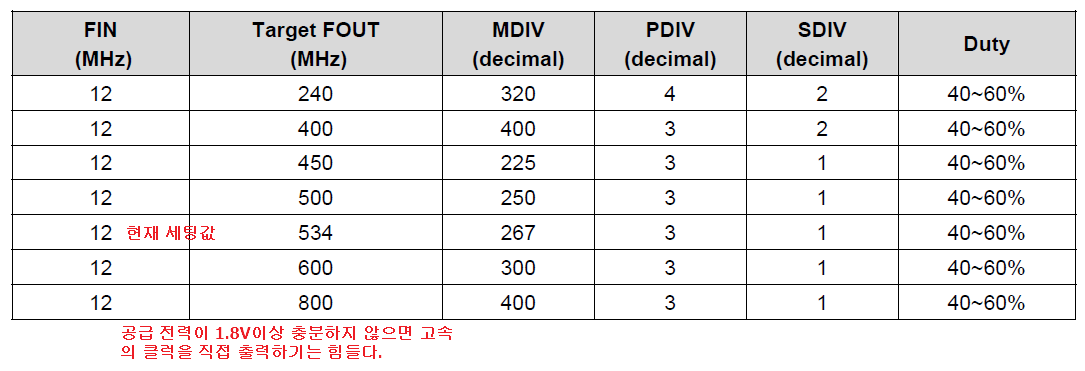 FIN Target FOUT MDIV PDIV SDIV Duty
(MHz) (MHz) (decimal) (decimal) (decimal)
12 240 320 4 2 40~60%
12 400 400 3 2 40~60%
12 450 225 3 1 40~60%
12 500 250 3 1 40~60%
12 현재 세팅값 534 267 3 1 40~60%
12 600 300 3 1 40~60%
12 800 400 3 1 40~60%
공급 전력이 1.8V이상 충분하지 않으면 고속
의 클럭을 직접 출력하기는 힘들다.